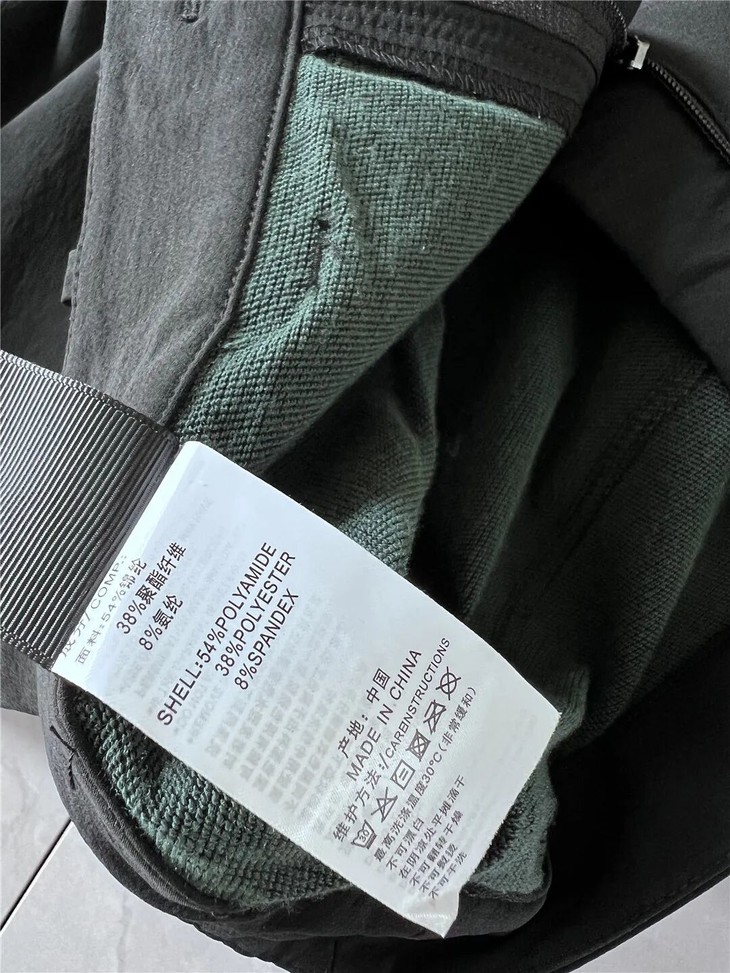 成分/COMP.:
面料:54%锦纶
38%聚酯纤维
8%氨纶
SHELL:54%POLYAMIDE
38%POLYESTER
8%SPANDEX
产地：中国
MADE IN CHINA
维护方法:/CAREINSTRUCTIONS
最高洗涤温度30°C(非常缓和)
不可漂白
在阴凉处平摊滴干
不可翻转干燥
不可熨烫
不可干洗